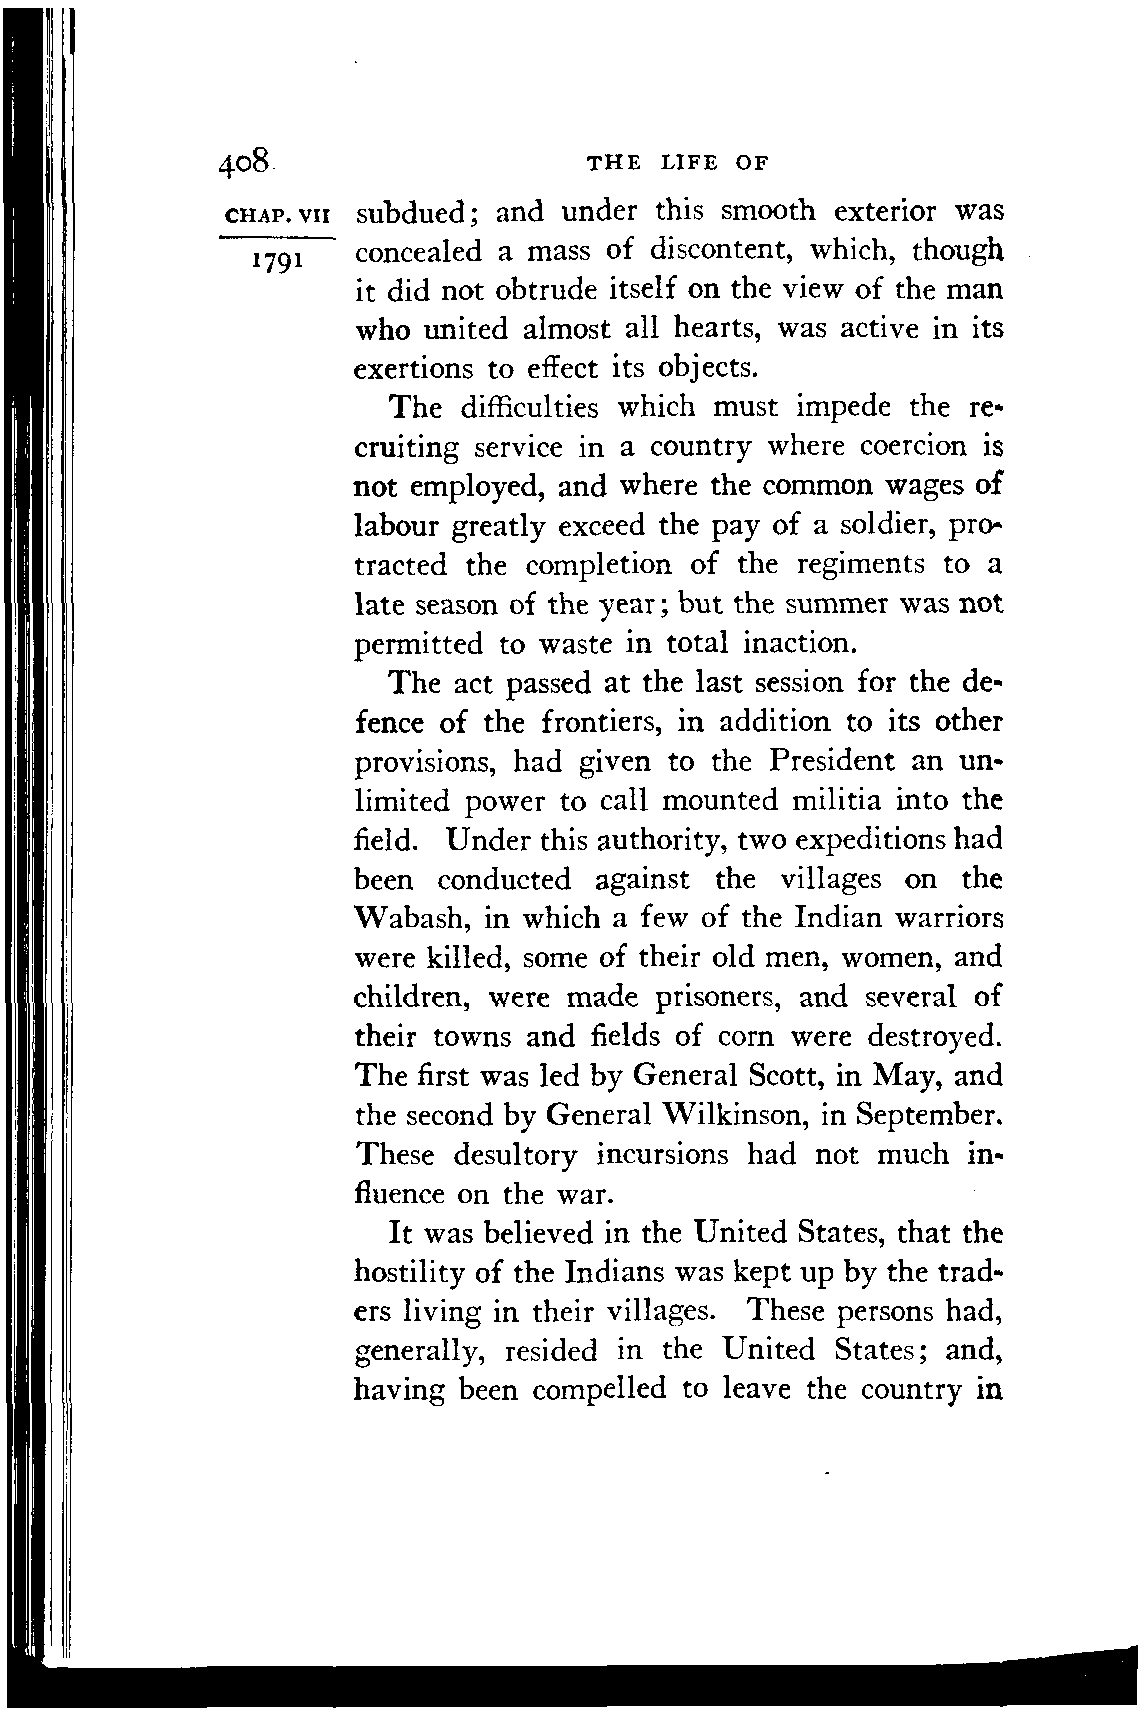 408 THE LIFE OF
CHAP. VII subdued; and under this smooth exterior was
1791 concealed a mass of discontent, which, though
it did not obtrude itself on the view of the man
who united almost all hearts, was active in its
exertions to effect its objects.
The difficulties which must impede the re-
cruiting service in a country where coercion is
not employed, and where the common wages of
labour greatly exceed the pay of a soldier, pro-
tracted the completion of the regiments to a
late season of the year; but the summer was not
permitted to waste in total inaction.
The act passed at the last session for the de-
fence of the frontiers, in addition to its other
provisions, had given to the President an un-
limited power to call mounted militia into the
field. Under this authority, two expeditions had
been conducted against the villages on the
Wabash, in which a few of the Indian warriors
were killed, some of their old men, women, and
children, were made prisoners, and several of
their towns and fields of corn were destroyed.
The first was led by General Scott, in May, and
the second by General Wilkinson, in September.
These desultory incursions had not much in-
fluence on the war.
It was believed in the United States, that the
hostility of the Indians was kept up by the trad-
ers living in their villages. These persons had,
generally, resided in the United States; and,
having been compelled to leave the country in